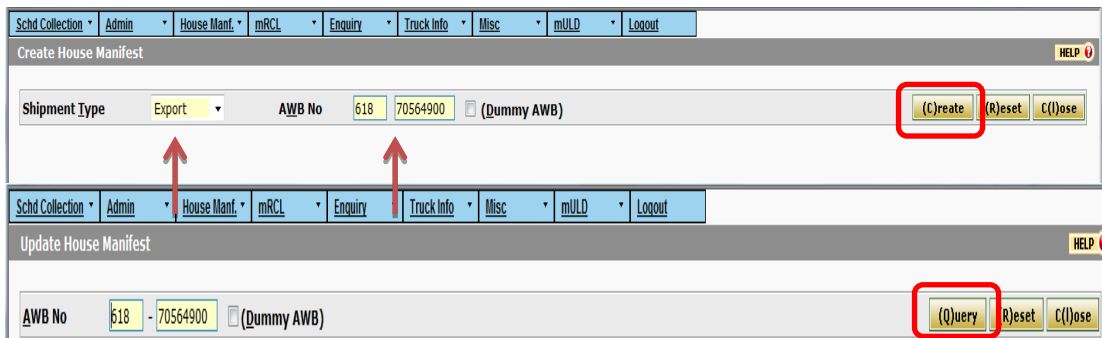 Schd Collection Admin House Manf. mRCL Enquiry Truck Info Misc mULD Logout
Create House Manifest HELP
Shipment Type Export AWB No 618 70564900 (Dummy AWB) (C)reate (R)eset C(l)ose
Schd Collection Admin House Manf. mRCL Enquiry Truck Info Misc mULD Logout
Update House Manifest HELP
AWB No 618 - 70564900 (Dummy AWB) (Q)uery (R)eset C(l)ose